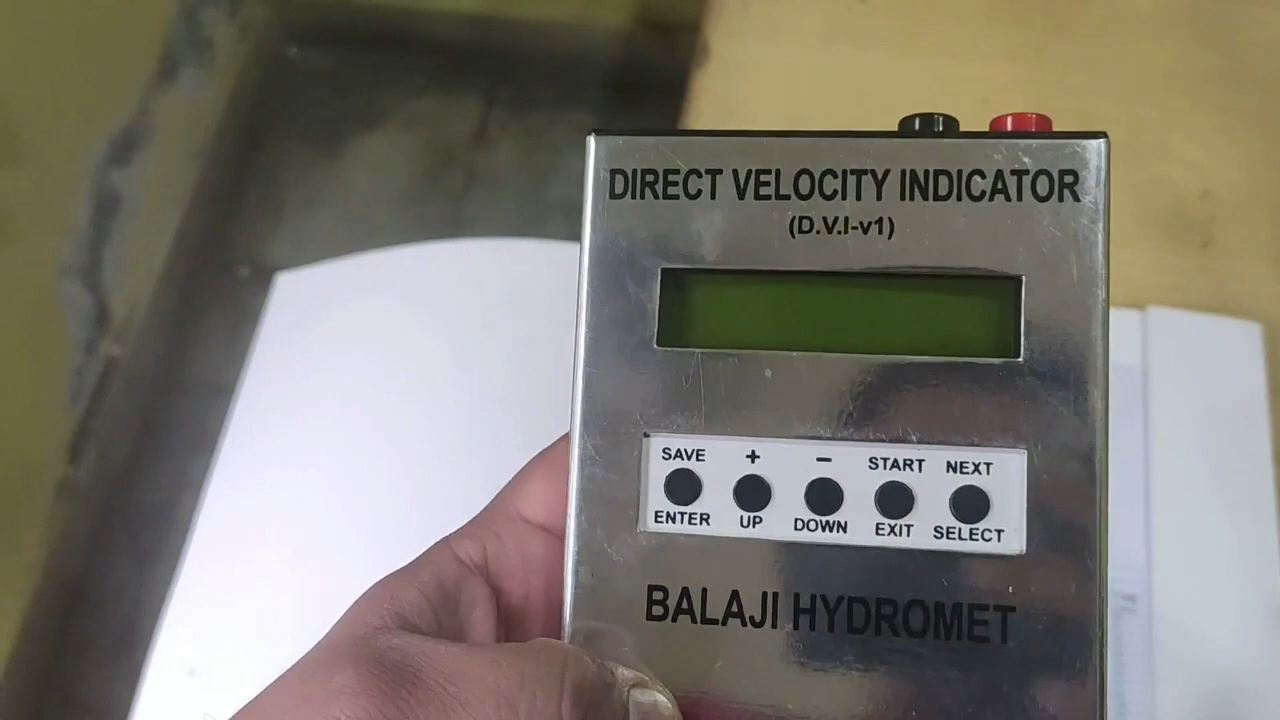 DIRECT VELOCITY INDICATOR
(D.V.I-v1)
SAVE + − START NEXT
ENTER UP DOWN EXIT SELECT
BALAJI HYDROMET